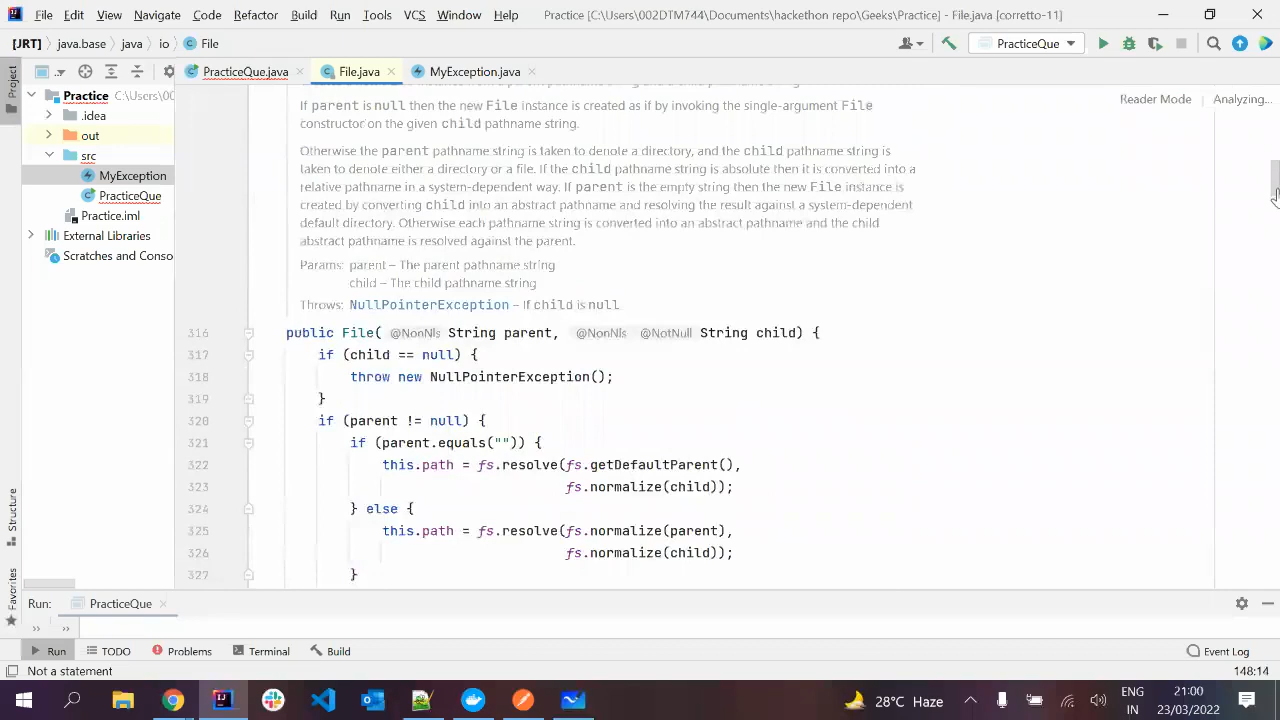 File Edit View Navigate Code Refactor Build Run Tools VCS Window Help Practice [C:\Users\002DTM744\Documents\hackethon repo\Geeks\Practice] - File.java (corretto-11)
[JRT] java.base java io File PracticeQue
PracticeQue.java File.java MyException.java
Project
Practice C:\Users\002
.idea
out
src
MyException
PracticeQue
Practice.iml
External Libraries
Scratches and Conso
Reader Mode Analyzing...
If parent is null then the new File instance is created as if by invoking the single-argument File
constructor on the given child pathname string.
Otherwise the parent pathname string is taken to denote a directory, and the child pathname string is
taken to denote either a directory or a file. If the child pathname string is absolute then it is converted into a
relative pathname in a system-dependent way. If parent is the empty string then the new File instance is
created by converting child into an abstract pathname and resolving the result against a system-dependent
default directory. Otherwise each pathname string is converted into an abstract pathname and the child
abstract pathname is resolved against the parent.
Params: parent – The parent pathname string
child – The child pathname string
Throws: NullPointerException – If child is null
316 public File( @NonNls String parent, @NonNls @NotNull String child) {
317 if (child == null) {
318 throw new NullPointerException();
319 }
320 if (parent != null) {
321 if (parent.equals("")) {
322 this.path = fs.resolve(fs.getDefaultParent(),
323 fs.normalize(child));
324 } else {
325 this.path = fs.resolve(fs.normalize(parent),
326 fs.normalize(child));
327 }
Structure
Favorites
Run: PracticeQue
Run TODO Problems Terminal Build Event Log
Not a statement 148:14
28°C Haze ENG IN 21:00 23/03/2022